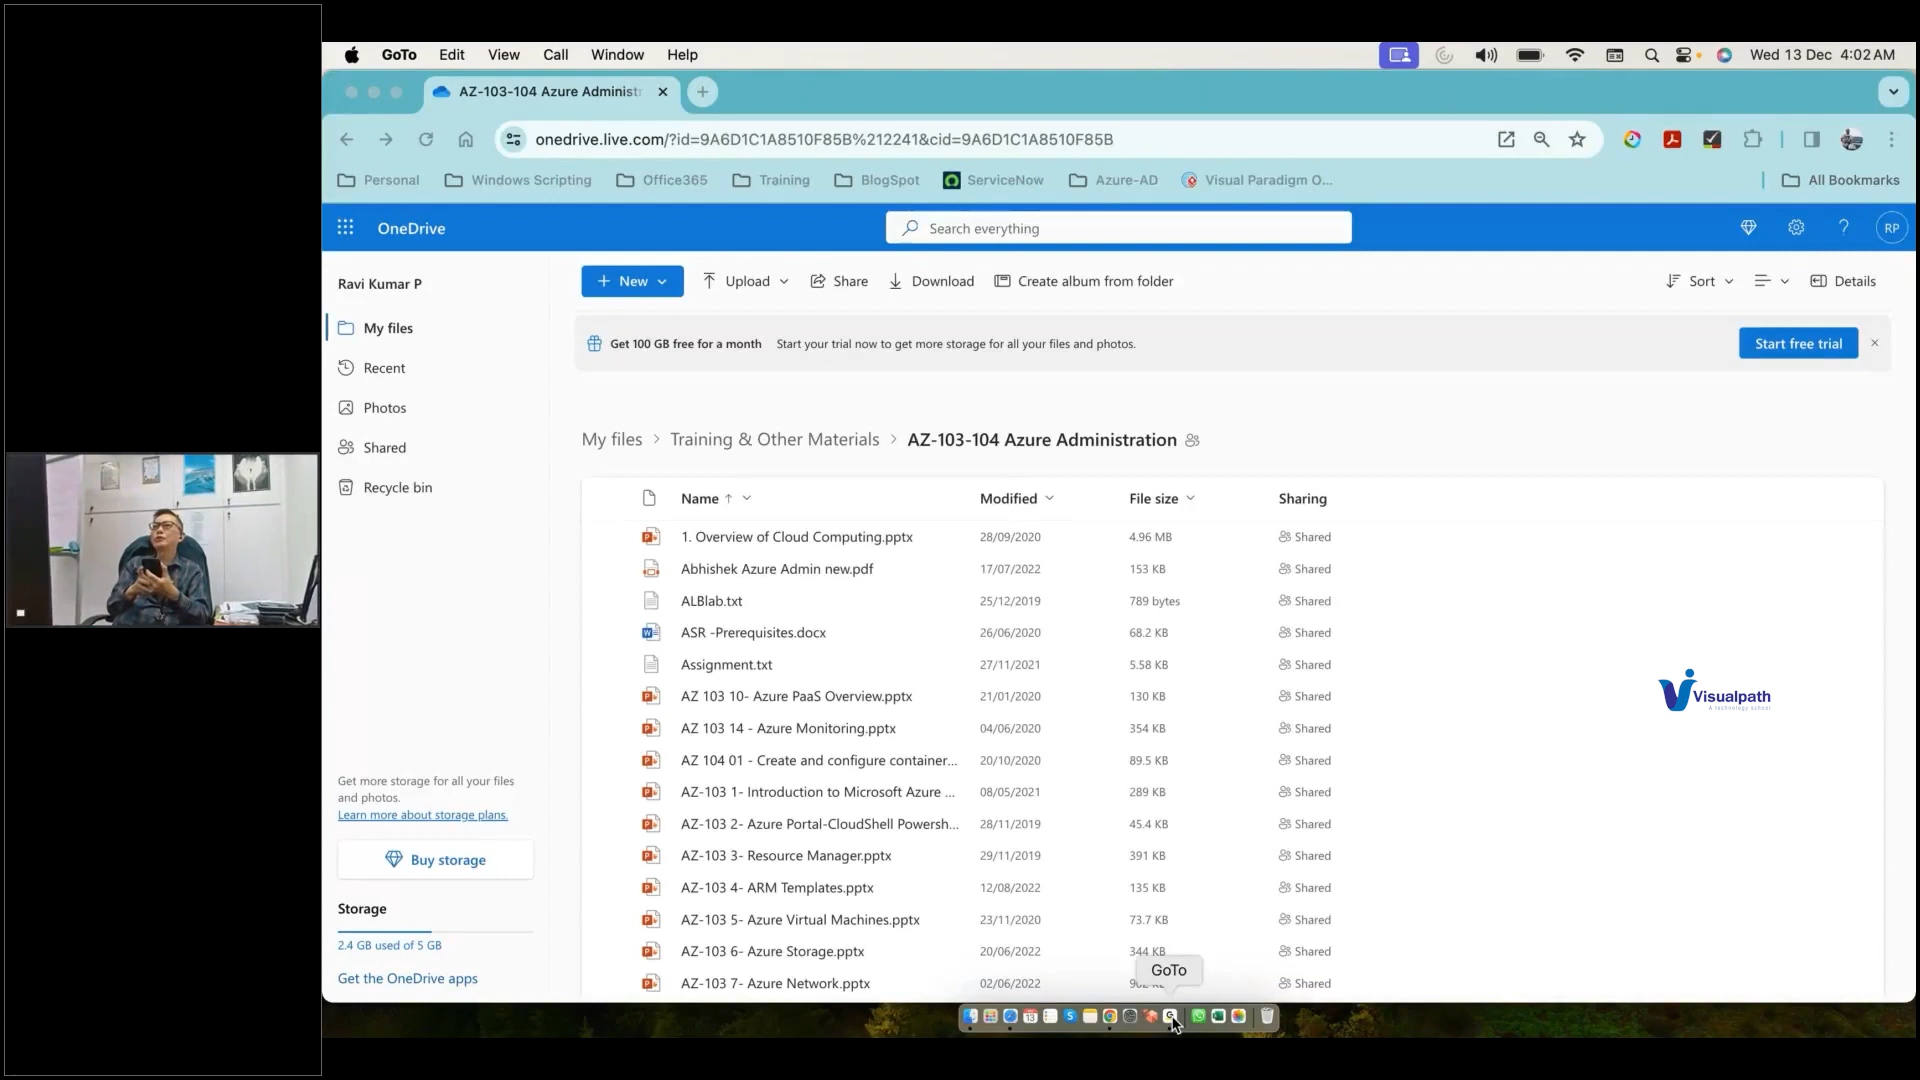 GoTo Edit View Call Window Help
Wed 13 Dec 4:02 AM
AZ-103-104 Azure Administr
onedrive.live.com/?id=9A6D1C1A8510F85B%212241&cid=9A6D1C1A8510F85B
Personal Windows Scripting Office365 Training BlogSpot ServiceNow Azure-AD Visual Paradigm O... All Bookmarks
OneDrive
Search everything
? RP
Ravi Kumar P
My files
Recent
Photos
Shared
Recycle bin
Get more storage for all your files
and photos.
Learn more about storage plans.
Buy storage
Storage
2.4 GB used of 5 GB
Get the OneDrive apps
+ New Upload Share Download Create album from folder Sort Details
Get 100 GB free for a month Start your trial now to get more storage for all your files and photos. Start free trial
My files > Training & Other Materials > AZ-103-104 Azure Administration
Name Modified File size Sharing
1. Overview of Cloud Computing.pptx 28/09/2020 4.96 MB Shared
Abhishek Azure Admin new.pdf 17/07/2022 153 KB Shared
ALBlab.txt 25/12/2019 789 bytes Shared
ASR -Prerequisites.docx 26/06/2020 68.2 KB Shared
Assignment.txt 27/11/2021 5.58 KB Shared
AZ 103 10- Azure PaaS Overview.pptx 21/01/2020 130 KB Shared
AZ 103 14 - Azure Monitoring.pptx 04/06/2020 354 KB Shared
AZ 104 01 - Create and configure container... 20/10/2020 89.5 KB Shared
AZ-103 1- Introduction to Microsoft Azure ... 08/05/2021 289 KB Shared
AZ-103 2- Azure Portal-CloudShell Powersh... 28/11/2019 45.4 KB Shared
AZ-103 3- Resource Manager.pptx 29/11/2019 391 KB Shared
AZ-103 4- ARM Templates.pptx 12/08/2022 135 KB Shared
AZ-103 5- Azure Virtual Machines.pptx 23/11/2020 73.7 KB Shared
AZ-103 6- Azure Storage.pptx 20/06/2022 344 KB Shared
AZ-103 7- Azure Network.pptx 02/06/2022 Shared
GoTo
Visualpath
A technology school